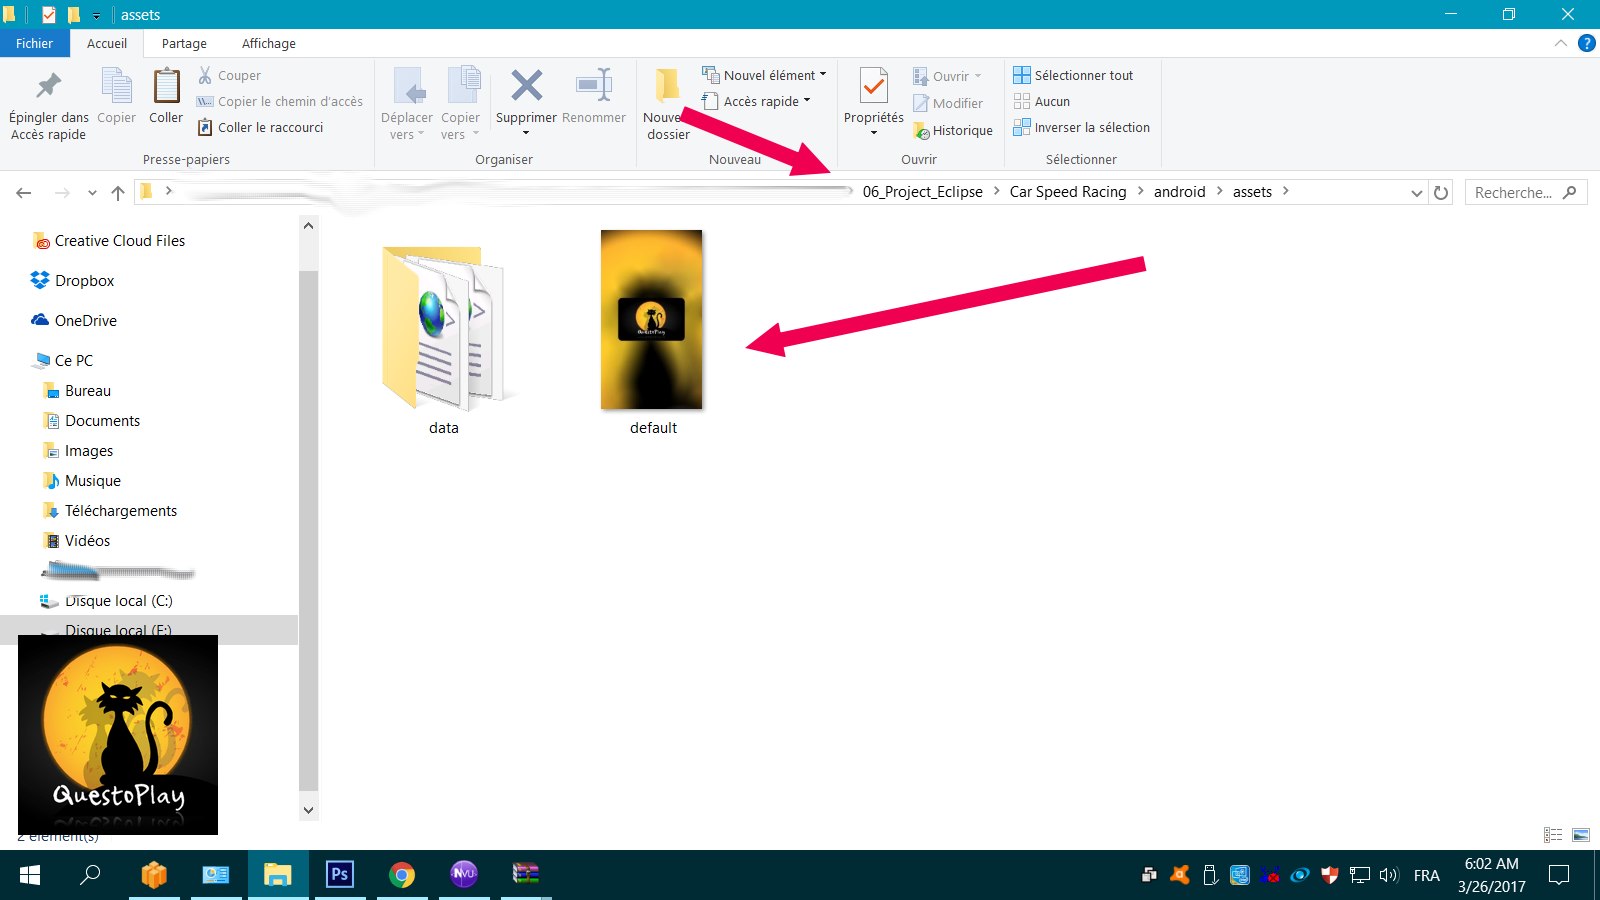 assets
Fichier
Accueil
Partage
Affichage
Épingler dans
Accès rapide
Copier
Coller
Couper
Copier le chemin d'accès
Coller le raccourci
Presse-papiers
Déplacer
vers
Copier
vers
Supprimer
Renommer
Organiser
dossier
Nouvel élément
Accès rapide
Nouveau
Propriétés
Ouvrir
Modifier
Historique
Ouvrir
Sélectionner tout
Aucun
Inverser la sélection
Sélectionner
06_Project_Eclipse > Car Speed Racing > android > assets >
Recherche...
Creative Cloud Files
Dropbox
OneDrive
Ce PC
Bureau
Documents
Images
Musique
Téléchargements
Vidéos
Disque local (C:)
Disque local (E:)
data
QuestoPlay
default
QuestoPlay
2 élément(s)
Ps
NVU
FRA
6:02 AM
3/26/2017